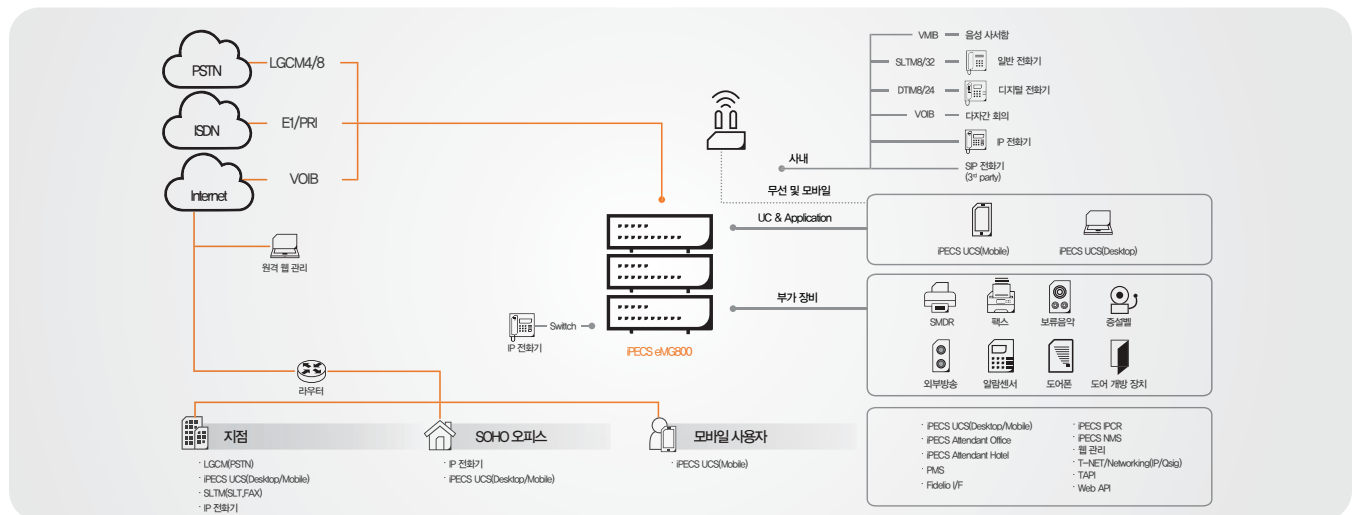 PSTN
LGCM4/8
ISDN
E1/PRI
Internet
VOIB
원격 웹 관리
라우터
IP 전화기
Switch
iPECS eMG800
VMIB
음성 사서함
SLTM8/32
일반 전화기
DTIM8/24
디지털 전화기
VOIB
다자간 회의
IP 전화기
SIP 전화기
(3rd party)
사내
무선 및 모바일
UC & Application
iPECS UCS(Mobile)
iPECS UCS(Desktop)
부가 장비
SMDR
팩스
보류음악
증설벨
외부방송
알람센서
도어폰
도어 개방 장치
지점
· LGCM(PSTN)
· iPECS UCS(Desktop/Mobile)
· SLTM(SLT,FAX)
· IP 전화기
SOHO 오피스
· IP 전화기
· iPECS UCS(Desktop/Mobile)
모바일 사용자
· iPECS UCS(Mobile)
· iPECS UCS(Desktop/Mobile)
· iPECS Attendant Office
· iPECS Attendant Hotel
· PMS
· Fidelio I/F
· iPECS IPCR
· iPECS NMS
· 웹 관리
· T-NET/Networking(IP/Qsig)
· TAPI
· Web API